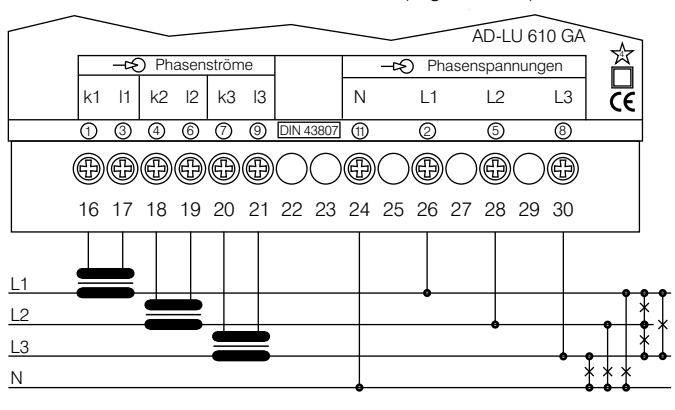 AD-LU 610 GA
Phasenströme
Phasenspannungen
k1 l1 k2 l2 k3 l3 N L1 L2 L3
1 3 4 6 7 9 DIN 43807 11 2 5 8
16 17 18 19 20 21 22 23 24 25 26 27 28 29 30
L1
L2
L3
N